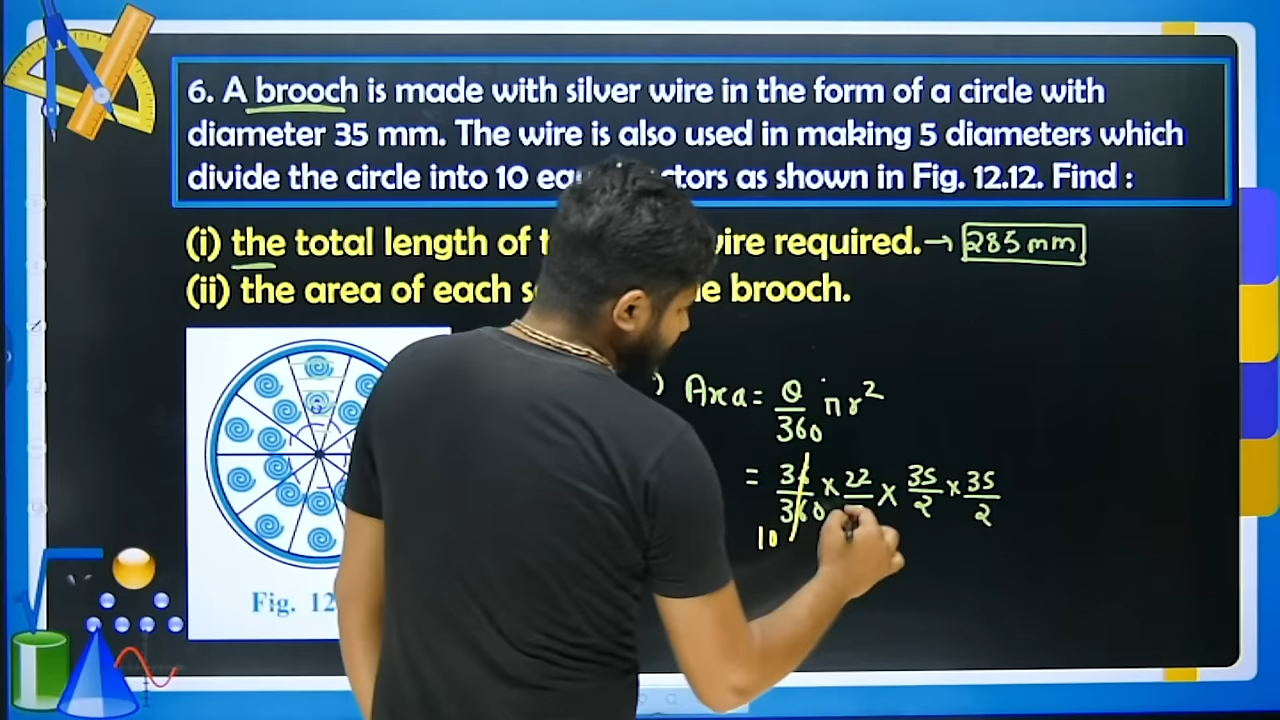 6. A brooch is made with silver wire in the form of a circle with
diameter 35 mm. The wire is also used in making 5 diameters which
divide the circle into 10 ctors as shown in Fig. 12.12. Find :
(i) the total length of wire required. → 285 mm
(ii) the area of each brooch.
Area = θ/360 πr²
= 36/360 × 22 × 35/2 × 35/2
10
Fig. 12